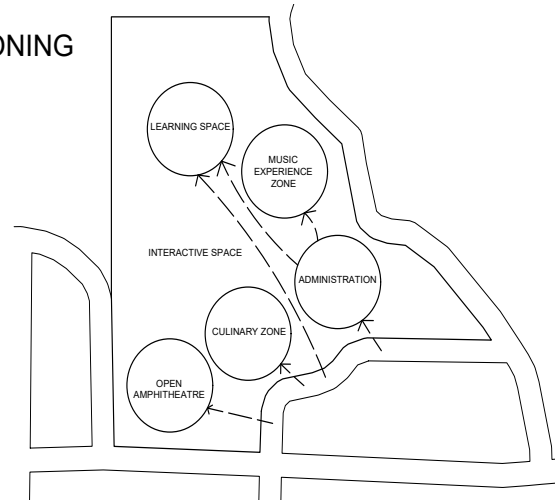 ONING
LEARNING SPACE
MUSIC
EXPERIENCE
ZONE
INTERACTIVE SPACE
ADMINISTRATION
CULINARY ZONE
OPEN
AMPHITHEATRE